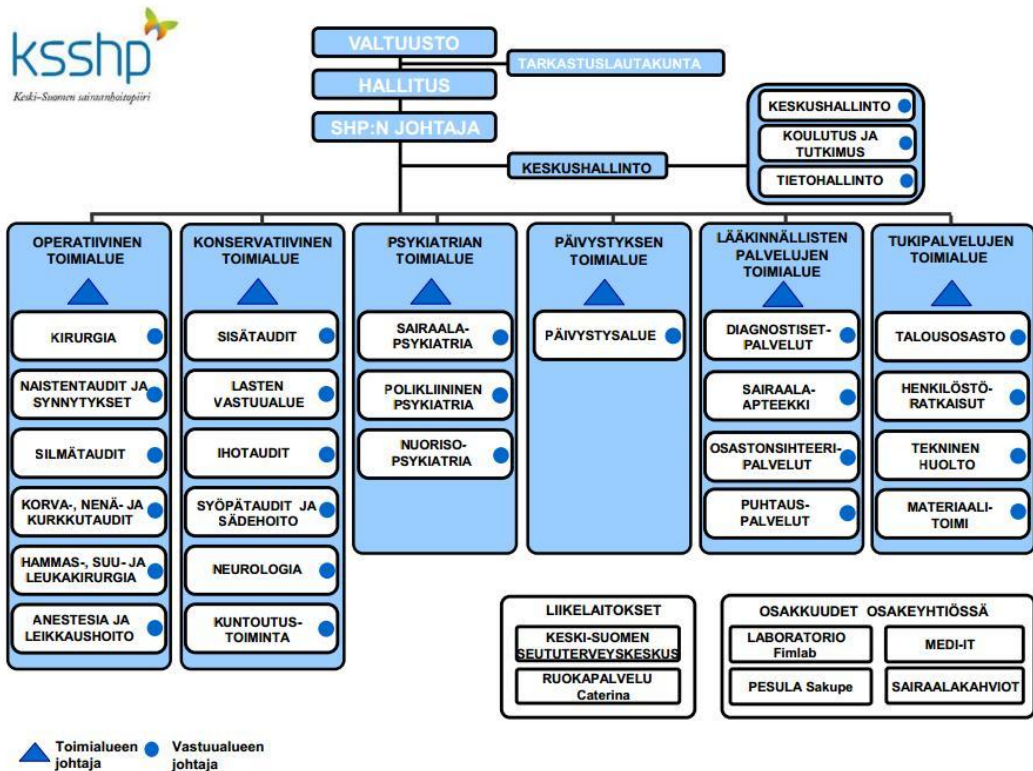 ksshp
Keski-Suomen sairaanhoitopiiri
VALTUUSTO
TARKASTUSLAUTAKUNTA
HALLITUS
SHP:N JOHTAJA
KESKUSHALLINTO
KESKUSHALLINTO
KOULUTUS JA
TUTKIMUS
TIETOHALLINTO
OPERATIIVINEN
TOIMIALUE
KIRURGIA
NAISTENTAUDIT JA
SYNNYTYKSET
SILMÄTAUDIT
KORVA-, NENÄ- JA
KURKKUTAUDIT
HAMMAS-, SUU- JA
LEUKAKIRURGIA
ANESTESIA JA
LEIKKAUSHOITO
KONSERVATIIVINEN
TOIMIALUE
SISÄTAUDIT
LASTEN
VASTUUALUE
IHOTAUDIT
SYÖPÄTAUDIT JA
SÄDEHOITO
NEUROLOGIA
KUNTOUTUS-
TOIMINTA
PSYKIATRIAN
TOIMIALUE
SAIRAALA-
PSYKIATRIA
POLIKLIININEN
PSYKIATRIA
NUORISO-
PSYKIATRIA
PÄIVYSTYKSEN
TOIMIALUE
PÄIVYSTYSALUE
LÄÄKINNÄLLISTEN
PALVELUJEN
TOIMIALUE
DIAGNOSTISET-
PALVELUT
SAIRAALA-
APTEEKKI
OSASTONSIHTEERI-
PALVELUT
PUHTAUS-
PALVELUT
TUKIPALVELUJEN
TOIMIALUE
TALOUSOSASTO
HENKILÖSTÖ-
RATKAISUT
TEKNINEN
HUOLTO
MATERIAALI-
TOIMI
LIIKELAITOKSET
KESKI-SUOMEN
SEUTUTERVEYSKESKUS
RUOKAPALVELU
Caterina
OSAKKUUDET OSAKEYHTIÖSSÄ
LABORATORIO
Fimlab
MEDI-IT
PESULA Sakupe
SAIRAALAKAHVIOT
Toimialueen
johtaja
Vastuualueen
johtaja